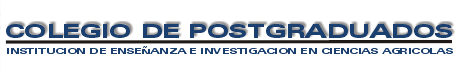 COLEGIO DE POSTGRADUADOS
INSTITUCION DE ENSEÑANZA E INVESTIGACION EN CIENCIAS AGRICOLAS